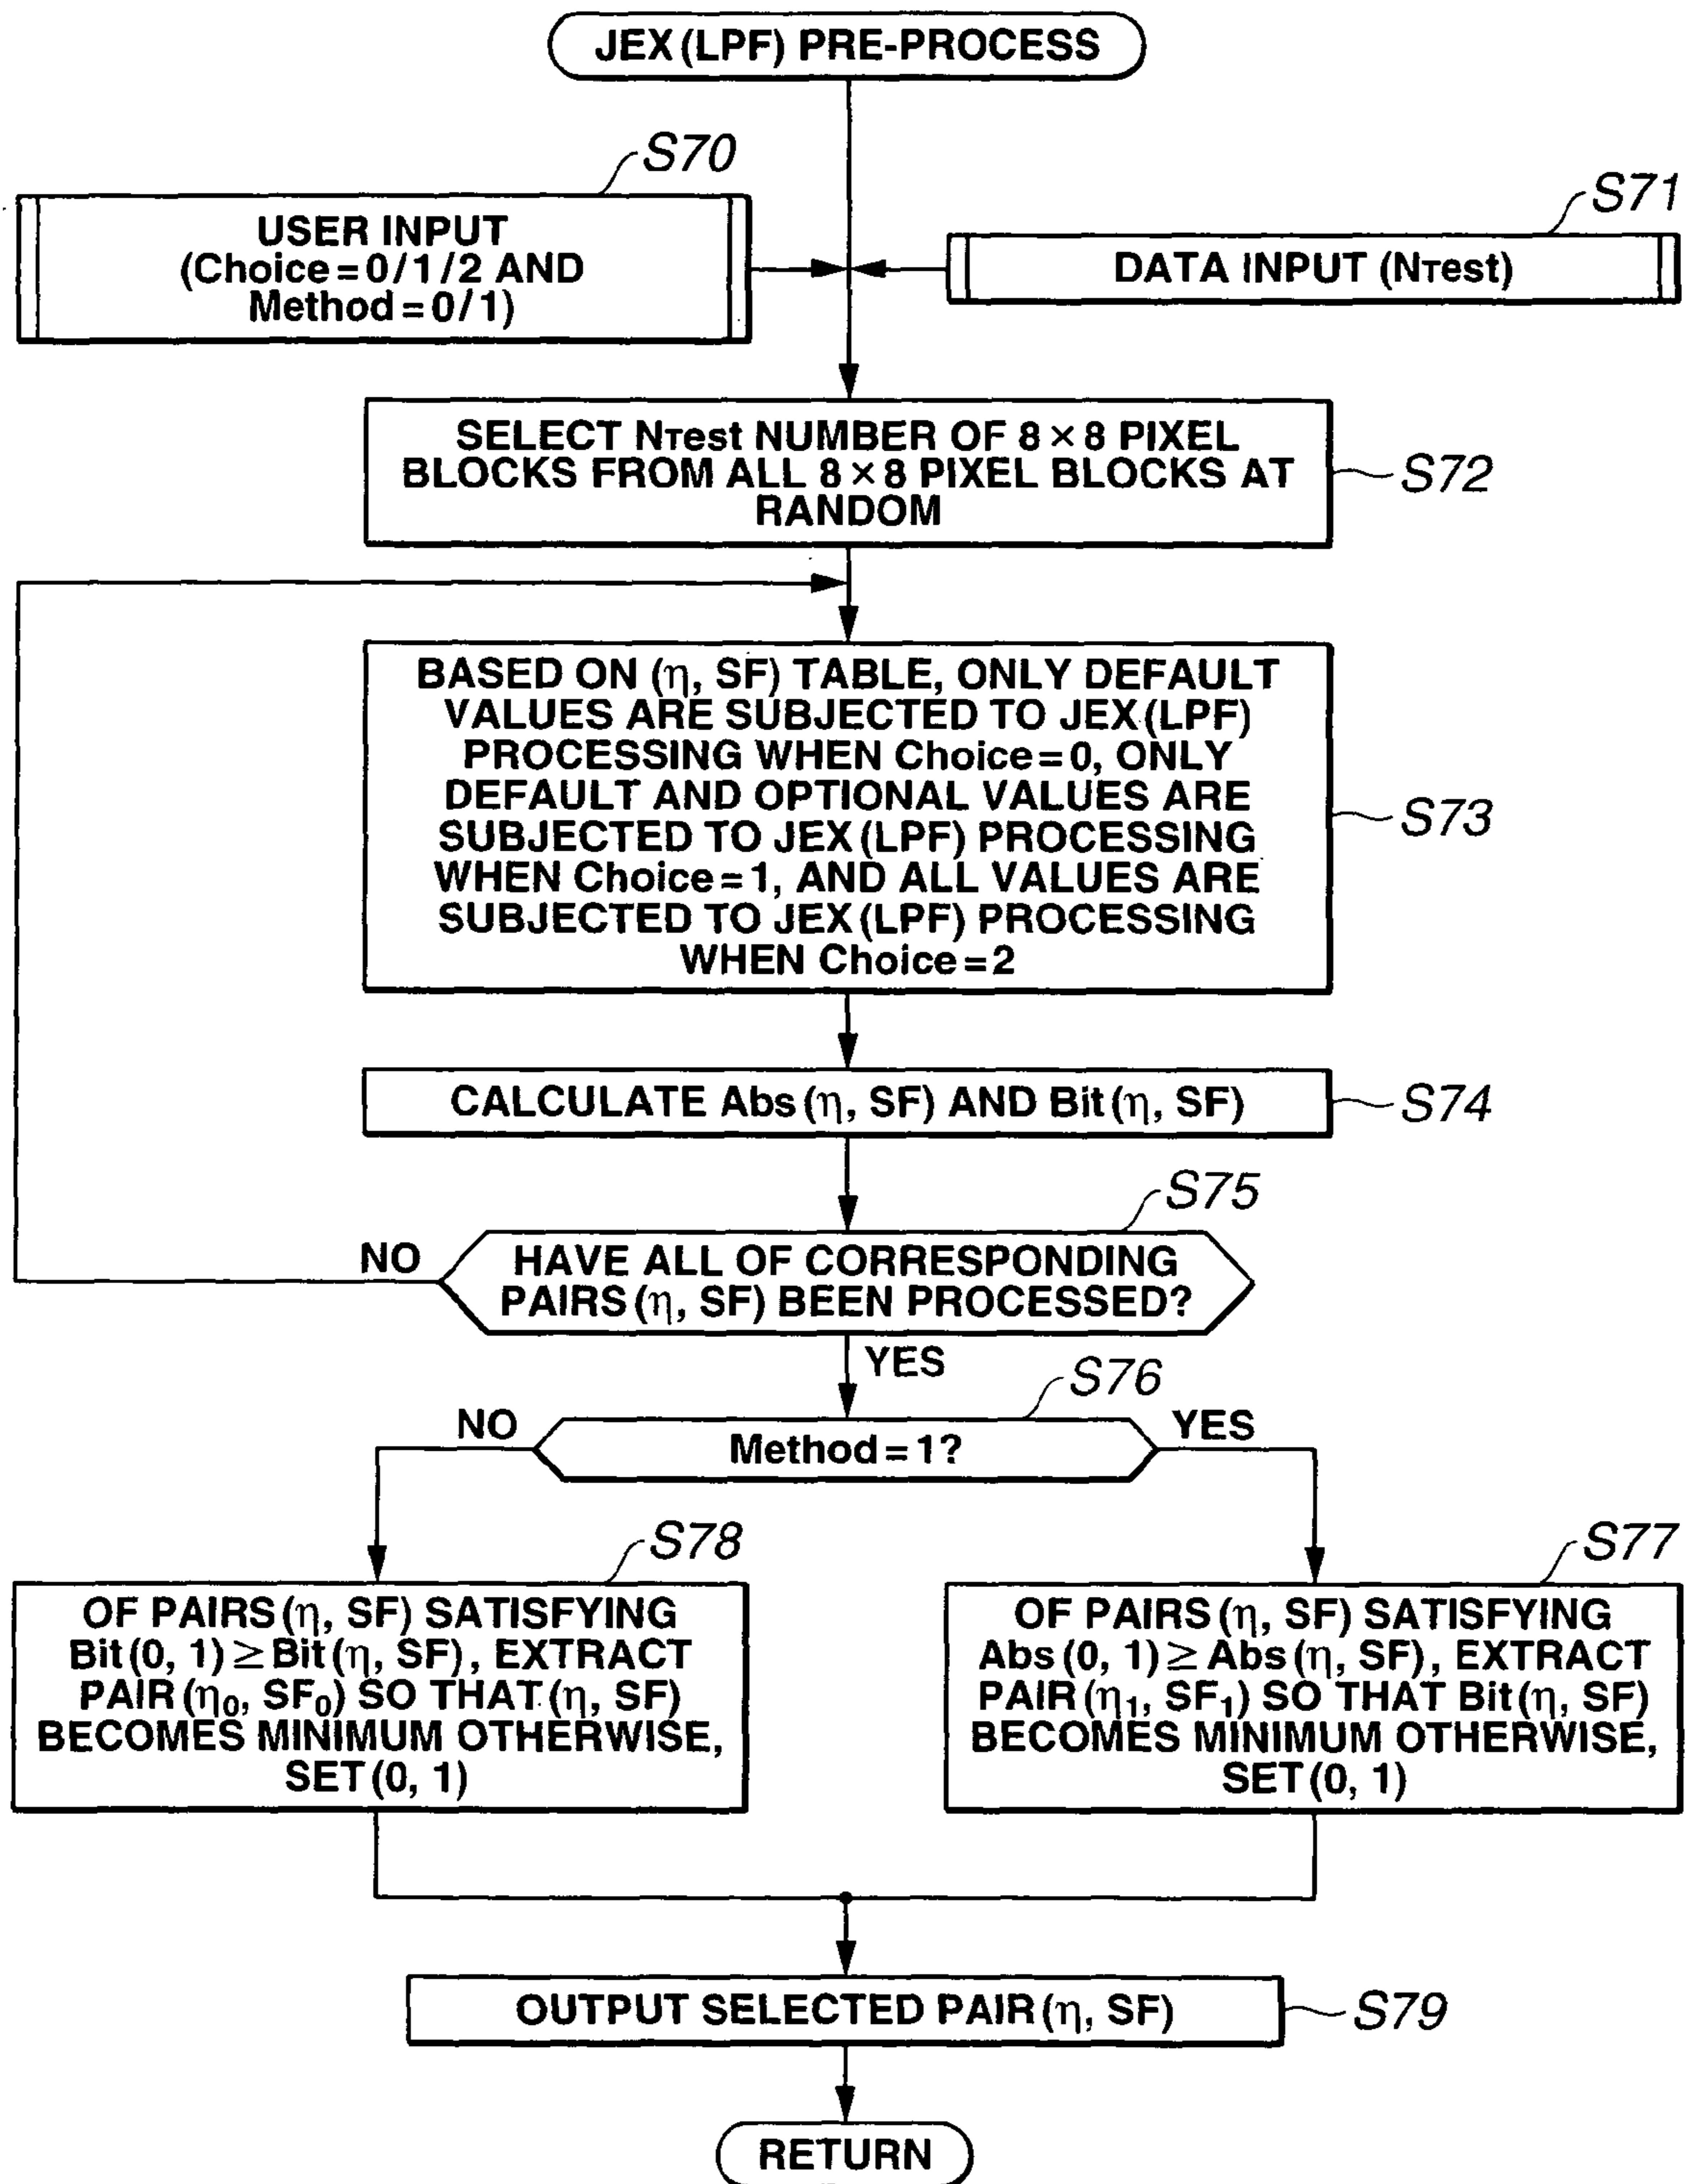 JEX(LPF) PRE-PROCESS
S70
USER INPUT
(Choice=0/1/2 AND
Method=0/1)
S71
DATA INPUT (NTest)
SELECT NTest NUMBER OF 8×8 PIXEL
BLOCKS FROM ALL 8×8 PIXEL BLOCKS AT
RANDOM
S72
BASED ON (η, SF) TABLE, ONLY DEFAULT
VALUES ARE SUBJECTED TO JEX(LPF)
PROCESSING WHEN Choice=0, ONLY
DEFAULT AND OPTIONAL VALUES ARE
SUBJECTED TO JEX(LPF) PROCESSING
WHEN Choice=1, AND ALL VALUES ARE
SUBJECTED TO JEX(LPF) PROCESSING
WHEN Choice=2
S73
CALCULATE Abs(η, SF) AND Bit(η, SF)
S74
S75
NO
HAVE ALL OF CORRESPONDING
PAIRS(η, SF) BEEN PROCESSED?
YES
S76
NO
Method=1?
YES
S78
OF PAIRS(η, SF) SATISFYING
Bit(0, 1)≥Bit(η, SF), EXTRACT
PAIR(η₀, SF₀) SO THAT (η, SF)
BECOMES MINIMUM OTHERWISE,
SET(0, 1)
S77
OF PAIRS(η, SF) SATISFYING
Abs(0, 1)≥Abs(η, SF), EXTRACT
PAIR(η₁, SF₁) SO THAT Bit(η, SF)
BECOMES MINIMUM OTHERWISE,
SET(0, 1)
OUTPUT SELECTED PAIR(η, SF)
S79
RETURN